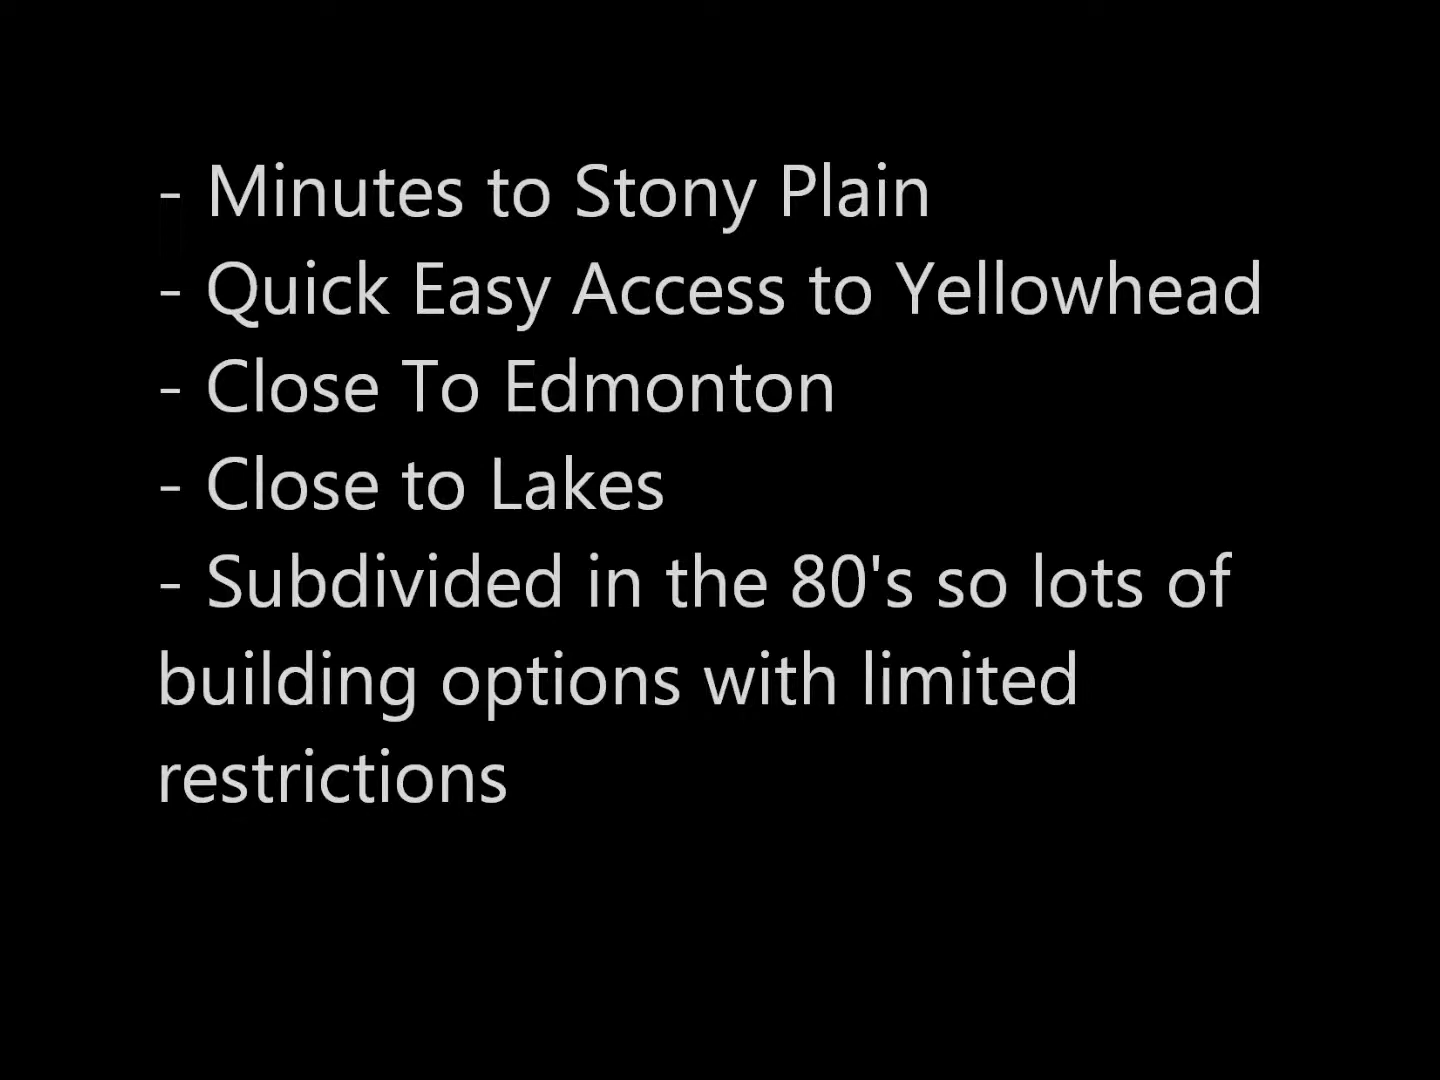 - Minutes to Stony Plain
- Quick Easy Access to Yellowhead
- Close To Edmonton
- Close to Lakes
- Subdivided in the 80's so lots of
building options with limited
restrictions